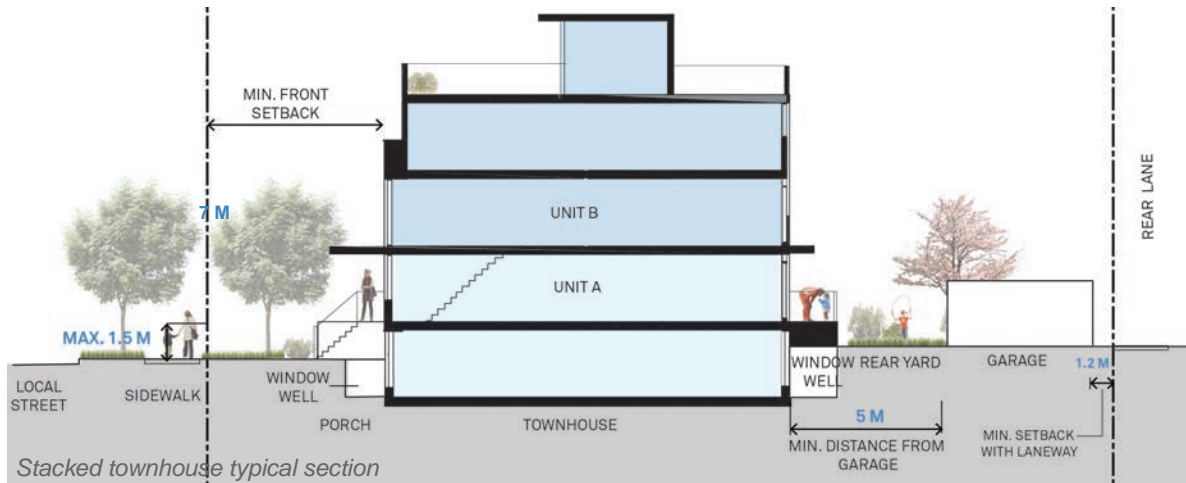 MIN. FRONT
SETBACK
7 M
UNIT B
UNIT A
MAX. 1.5 M
REAR LANE
LOCAL
STREET
SIDEWALK
WINDOW
WELL
PORCH
TOWNHOUSE
WINDOW
WELL
REAR YARD
GARAGE
1.2 M
5 M
MIN. DISTANCE FROM
GARAGE
MIN. SETBACK
WITH LANEWAY
Stacked townhouse typical section